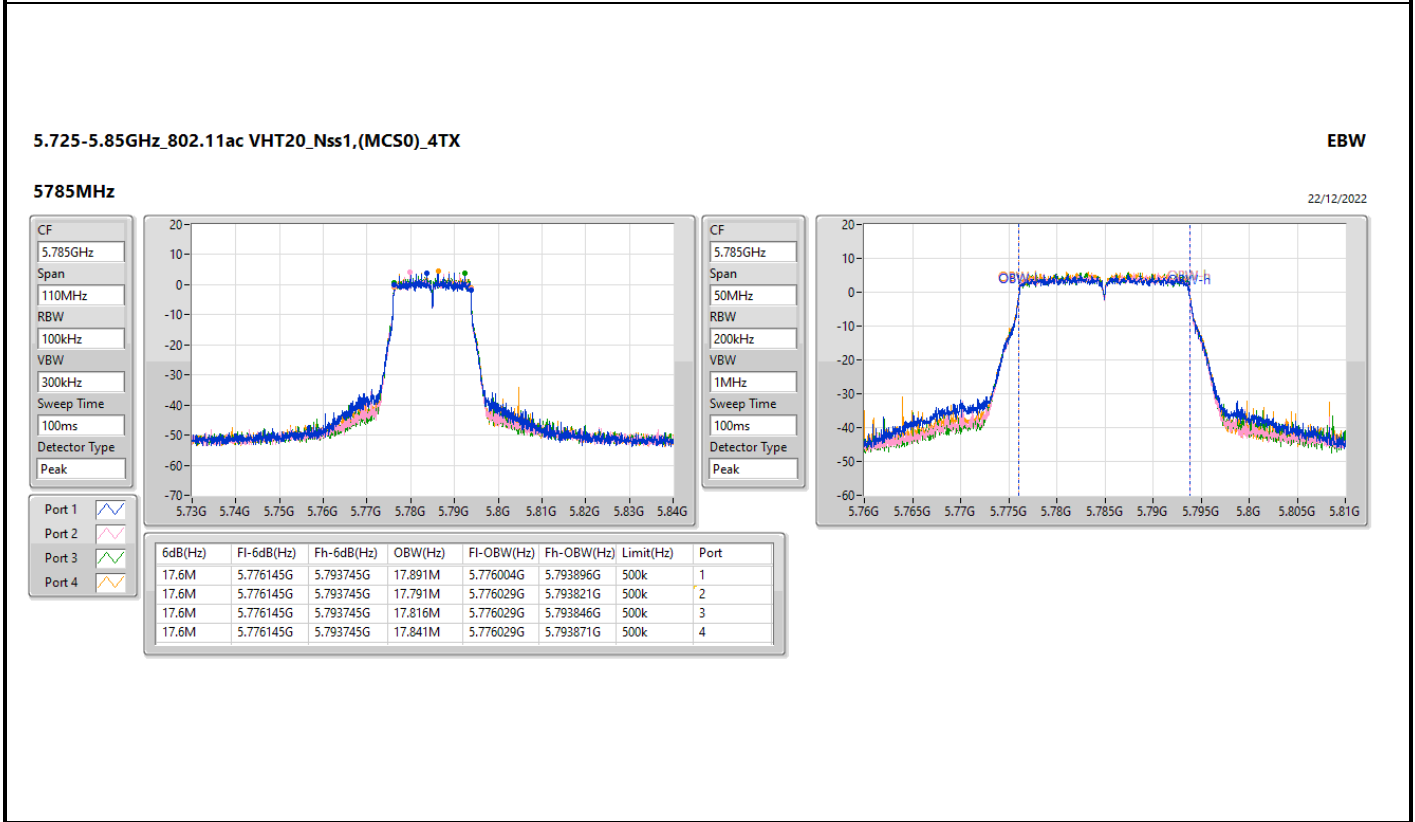 5.725-5.85GHz_802.11ac VHT20_Nss1,(MCS0)_4TX
EBW
5785MHz
22/12/2022
CF
5.785GHz
Span
110MHz
RBW
100kHz
VBW
300kHz
Sweep Time
100ms
Detector Type
Peak
20
10
0
-10
-20
-30
-40
-50
-60
-70
5.73G 5.74G 5.75G 5.76G 5.77G 5.78G 5.79G 5.8G 5.81G 5.82G 5.83G 5.84G
CF
5.785GHz
Span
50MHz
RBW
200kHz
VBW
1MHz
Sweep Time
100ms
Detector Type
Peak
20
10
0
-10
-20
-30
-40
-50
-60
OBW-h
5.76G 5.765G 5.77G 5.775G 5.78G 5.785G 5.79G 5.795G 5.8G 5.805G 5.81G
Port 1
Port 2
Port 3
Port 4
6dB(Hz) Fl-6dB(Hz) Fh-6dB(Hz) OBW(Hz) Fl-OBW(Hz) Fh-OBW(Hz) Limit(Hz) Port
17.6M 5.776145G 5.793745G 17.891M 5.776004G 5.793896G 500k 1
17.6M 5.776145G 5.793745G 17.791M 5.776029G 5.793821G 500k 2
17.6M 5.776145G 5.793745G 17.816M 5.776029G 5.793846G 500k 3
17.6M 5.776145G 5.793745G 17.841M 5.776029G 5.793871G 500k 4